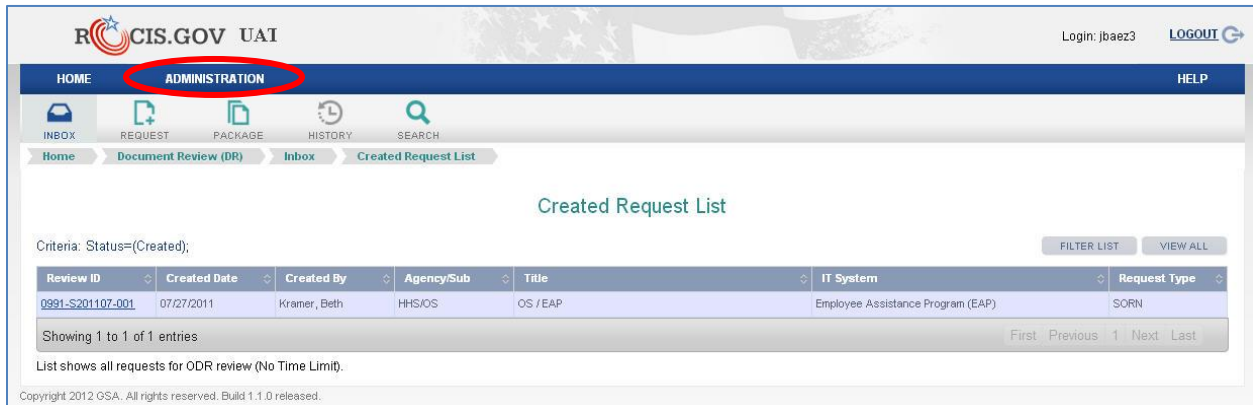 ROCIS.GOV UAT
Login: jbaez3 LOGOUT
HOME ADMINISTRATION HELP
INBOX REQUEST PACKAGE HISTORY SEARCH
Home Document Review (DR) Inbox Created Request List
Created Request List
Criteria: Status=(Created); FILTER LIST VIEW ALL
Review ID Created Date Created By Agency/Sub Title IT System Request Type
0991-S201107-001 07/27/2011 Kramer, Beth HHS/OS OS / EAP Employee Assistance Program (EAP) SORN
Showing 1 to 1 of 1 entries First Previous 1 Next Last
List shows all requests for ODR review (No Time Limit).
Copyright 2012 GSA. All rights reserved. Build 1.1.0 released.